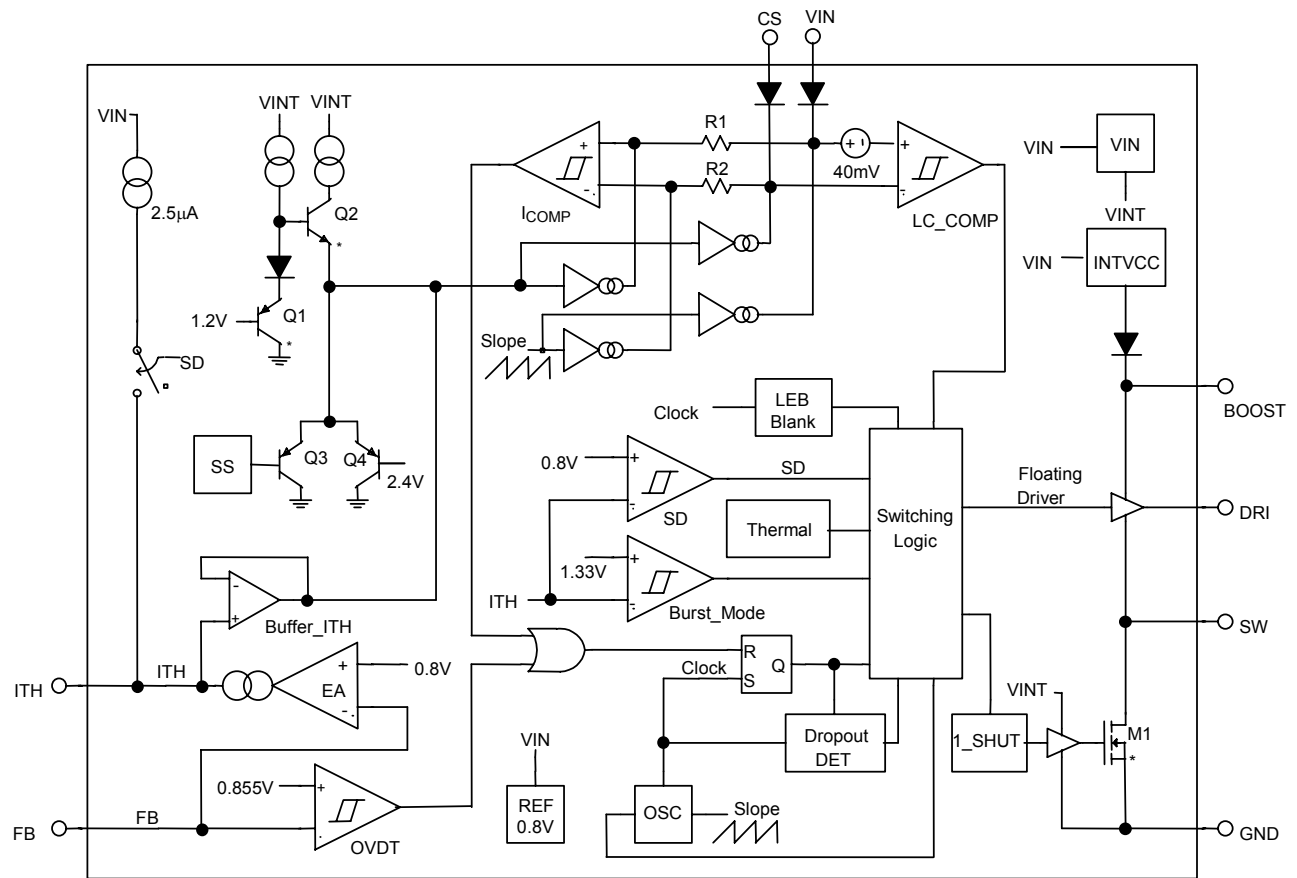 CS VIN
VIN
VINT VINT
2.5μA
Q2
*
Q1
1.2V
*
SD
R1
+ -
40mV
+
-
ICOMP
R2
+
-
LC_COMP
Slope
VIN
VIN
VINT
VIN
INTVCC
BOOST
SS
Q3
Q4
2.4V
Clock
LEB
Blank
0.8V
+
-
SD
SD
Thermal
Switching
Logic
Floating
Driver
DRI
1.33V
+
-
ITH
Burst_Mode
-
+
Buffer_ITH
SW
ITH
ITH
EA
+
-
0.8V
Clock
R
S
Q
Dropout
DET
VINT
1_SHUT
M1
*
0.855V
+
-
FB
FB
OVDT
VIN
REF
0.8V
OSC
Slope
GND